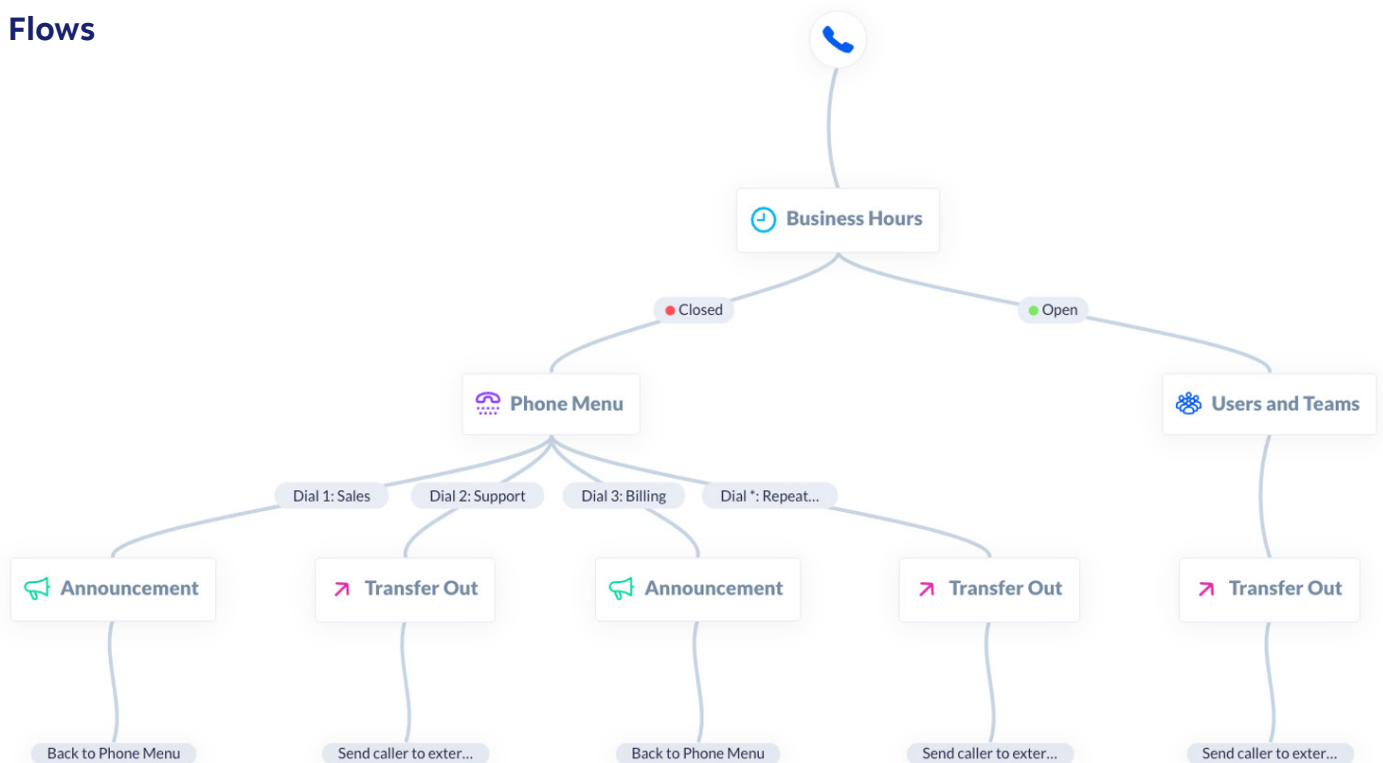 Flows
Business Hours
Closed
Open
Phone Menu
Users and Teams
Dial 1: Sales
Dial 2: Support
Dial 3: Billing
Dial *: Repeat...
Announcement
Transfer Out
Announcement
Transfer Out
Transfer Out
Back to Phone Menu
Send caller to exter...
Back to Phone Menu
Send caller to exter...
Send caller to exter...